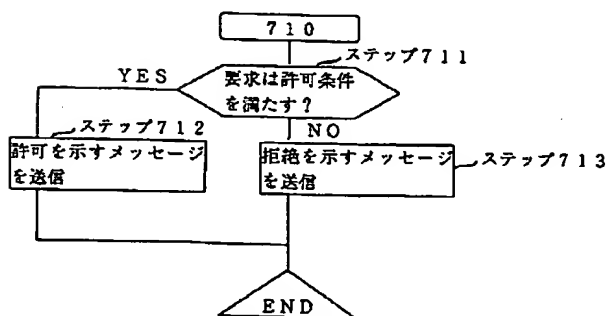 710
ステップ711
YES
要求は許可条件
を満たす?
ステップ712
NO
許可を示すメッセージ
を送信
拒絶を示すメッセージ
を送信
ステップ713
END